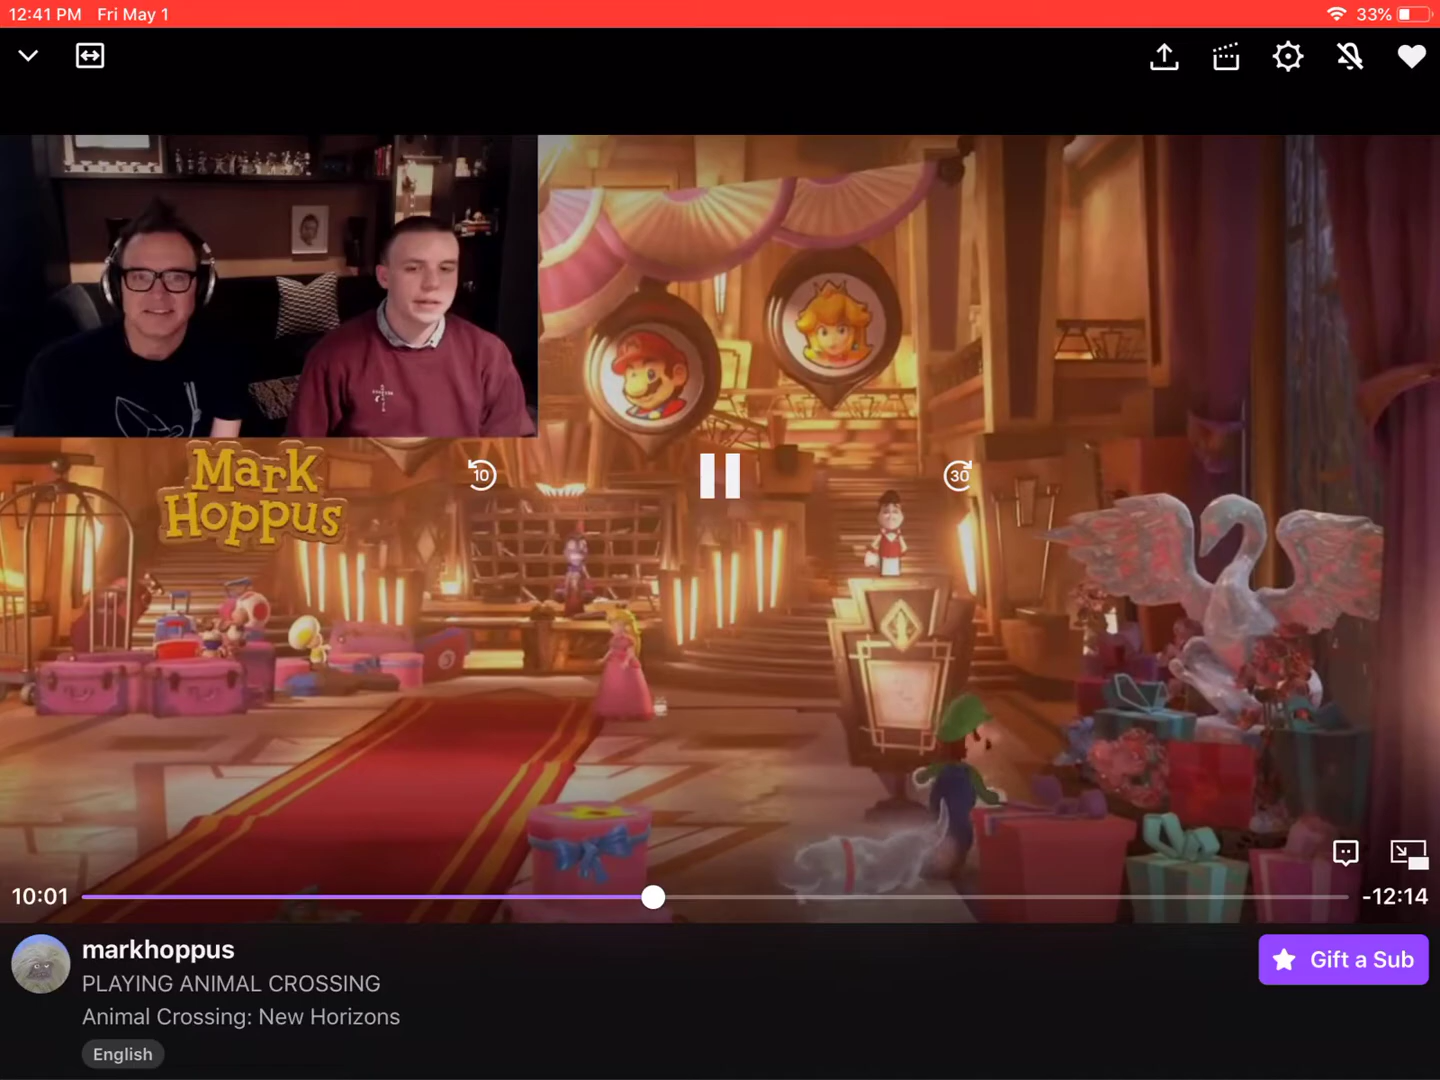 12:41 PM Fri May 1
33%
Mark
Hoppus
10
30
10:01
-12:14
markhoppus
PLAYING ANIMAL CROSSING
Animal Crossing: New Horizons
English
Gift a Sub